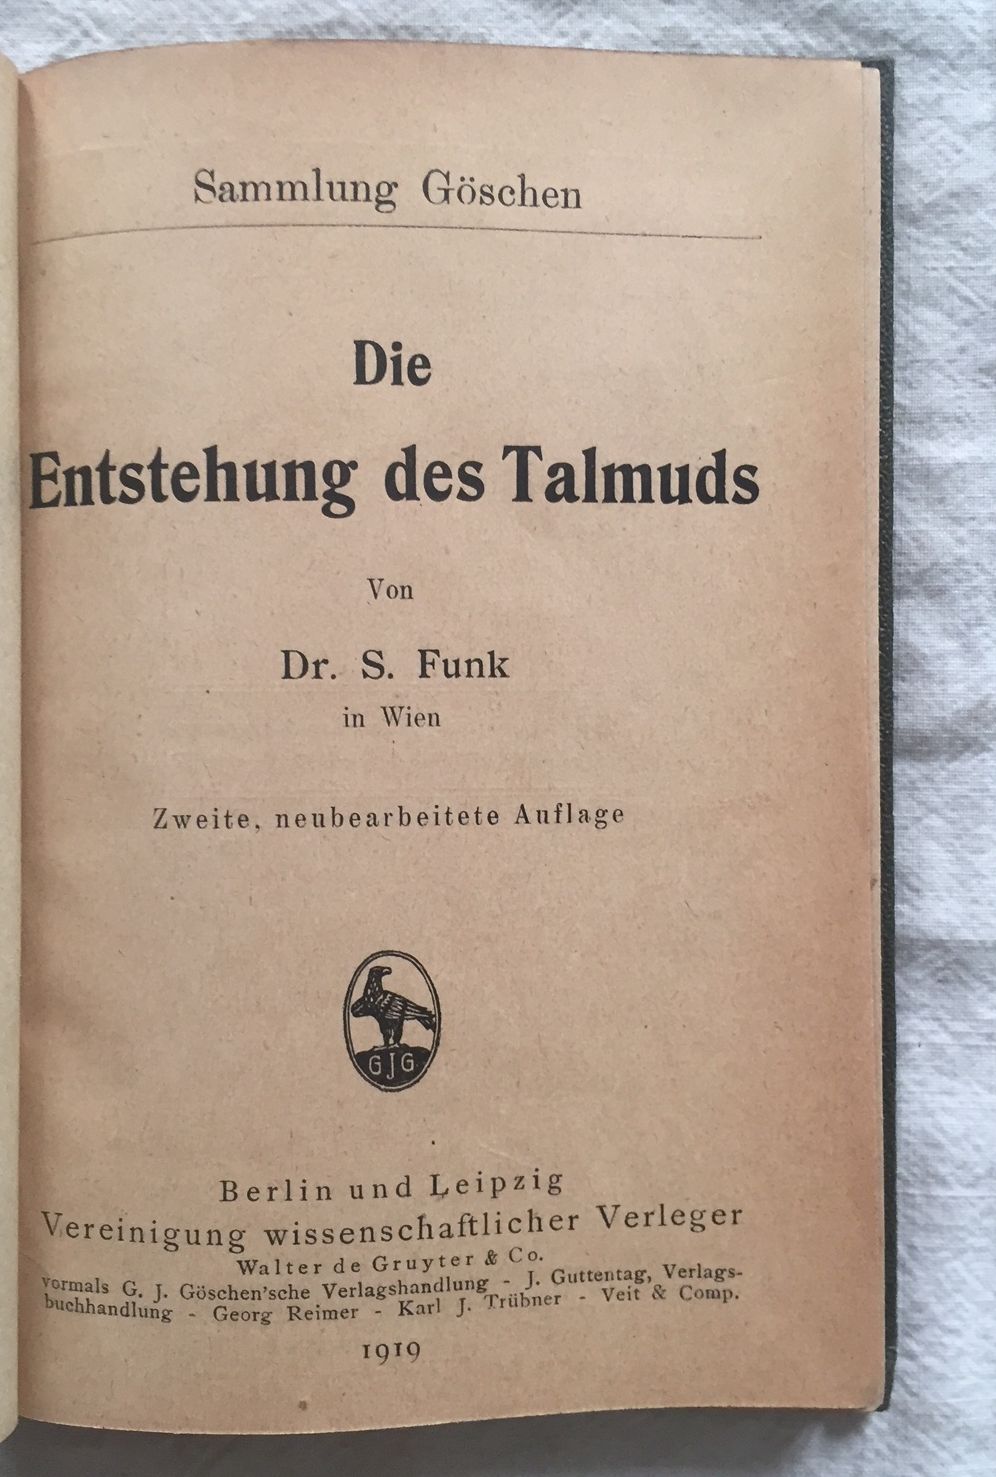 Sammlung Göschen
Die
Entstehung des Talmuds
Von
Dr. S. Funk
in Wien
Zweite, neubearbeitete Auflage
GJG
Berlin und Leipzig
Vereinigung wissenschaftlicher Verleger
Walter de Gruyter & Co.
vormals G. J. Göschen'sche Verlagshandlung - J. Guttentag, Verlags-
buchhandlung - Georg Reimer - Karl J. Trübner - Veit & Comp.
1919